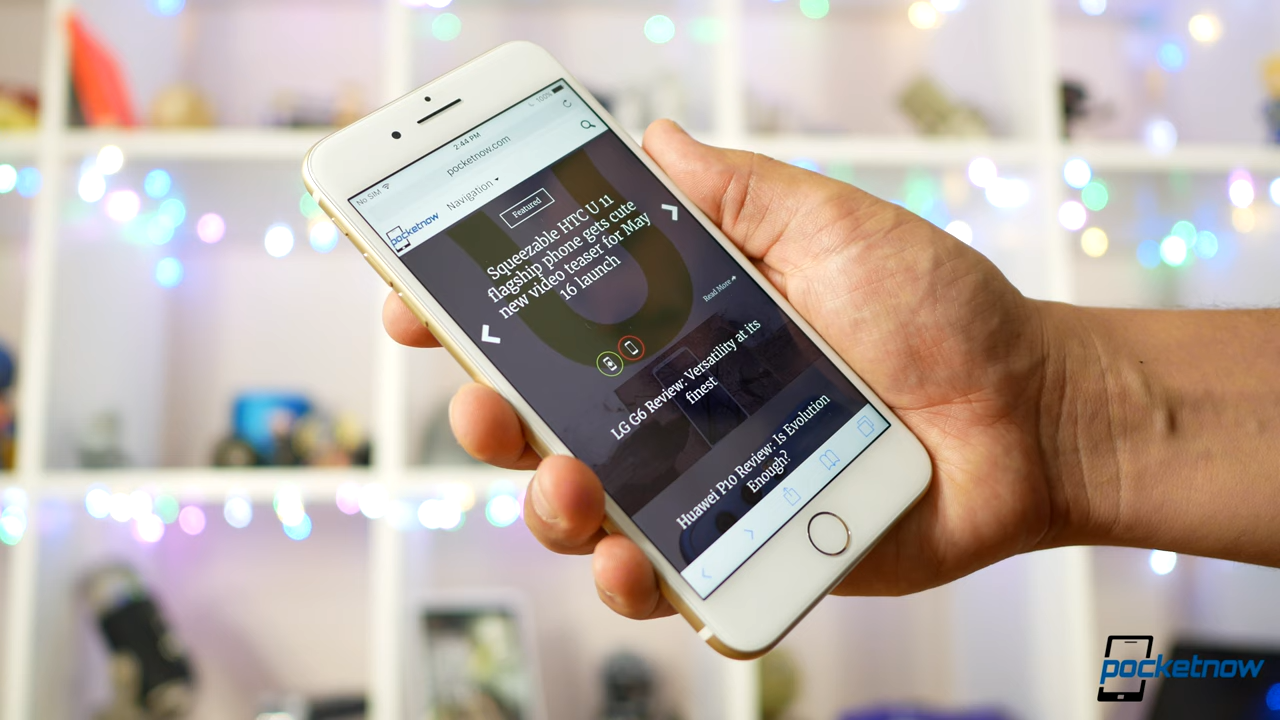 No SIM
2:44 PM
100%
pocketnow.com
pocketnow
Navigation
Featured
Squeezable HTC U 11
flagship phone gets cute
new video teaser for May
16 launch
Read More
LG G6 Review: Versatility at its
finest
Huawei P10 Review: Is Evolution
Enough?
pocketnow